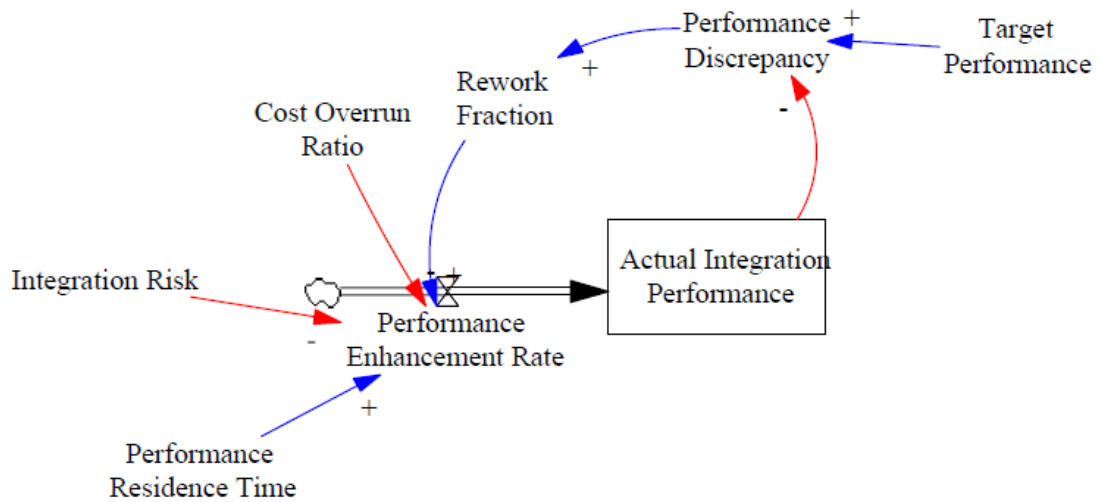 Performance
Discrepancy
+
Target
Performance
+
Rework
Fraction
-
Cost Overrun
Ratio
Integration Risk
-
- +
Actual Integration
Performance
Performance
Enhancement Rate
+
Performance
Residence Time